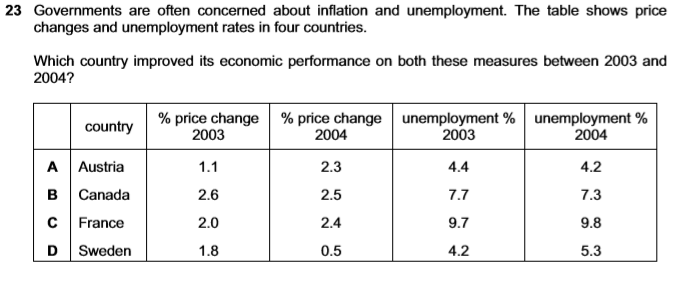 23 Governments are often concerned about inflation and unemployment. The table shows price
changes and unemployment rates in four countries.
Which country improved its economic performance on both these measures between 2003 and
2004?
country % price change 2003 % price change 2004 unemployment % 2003 unemployment % 2004
A Austria 1.1 2.3 4.4 4.2
B Canada 2.6 2.5 7.7 7.3
C France 2.0 2.4 9.7 9.8
D Sweden 1.8 0.5 4.2 5.3